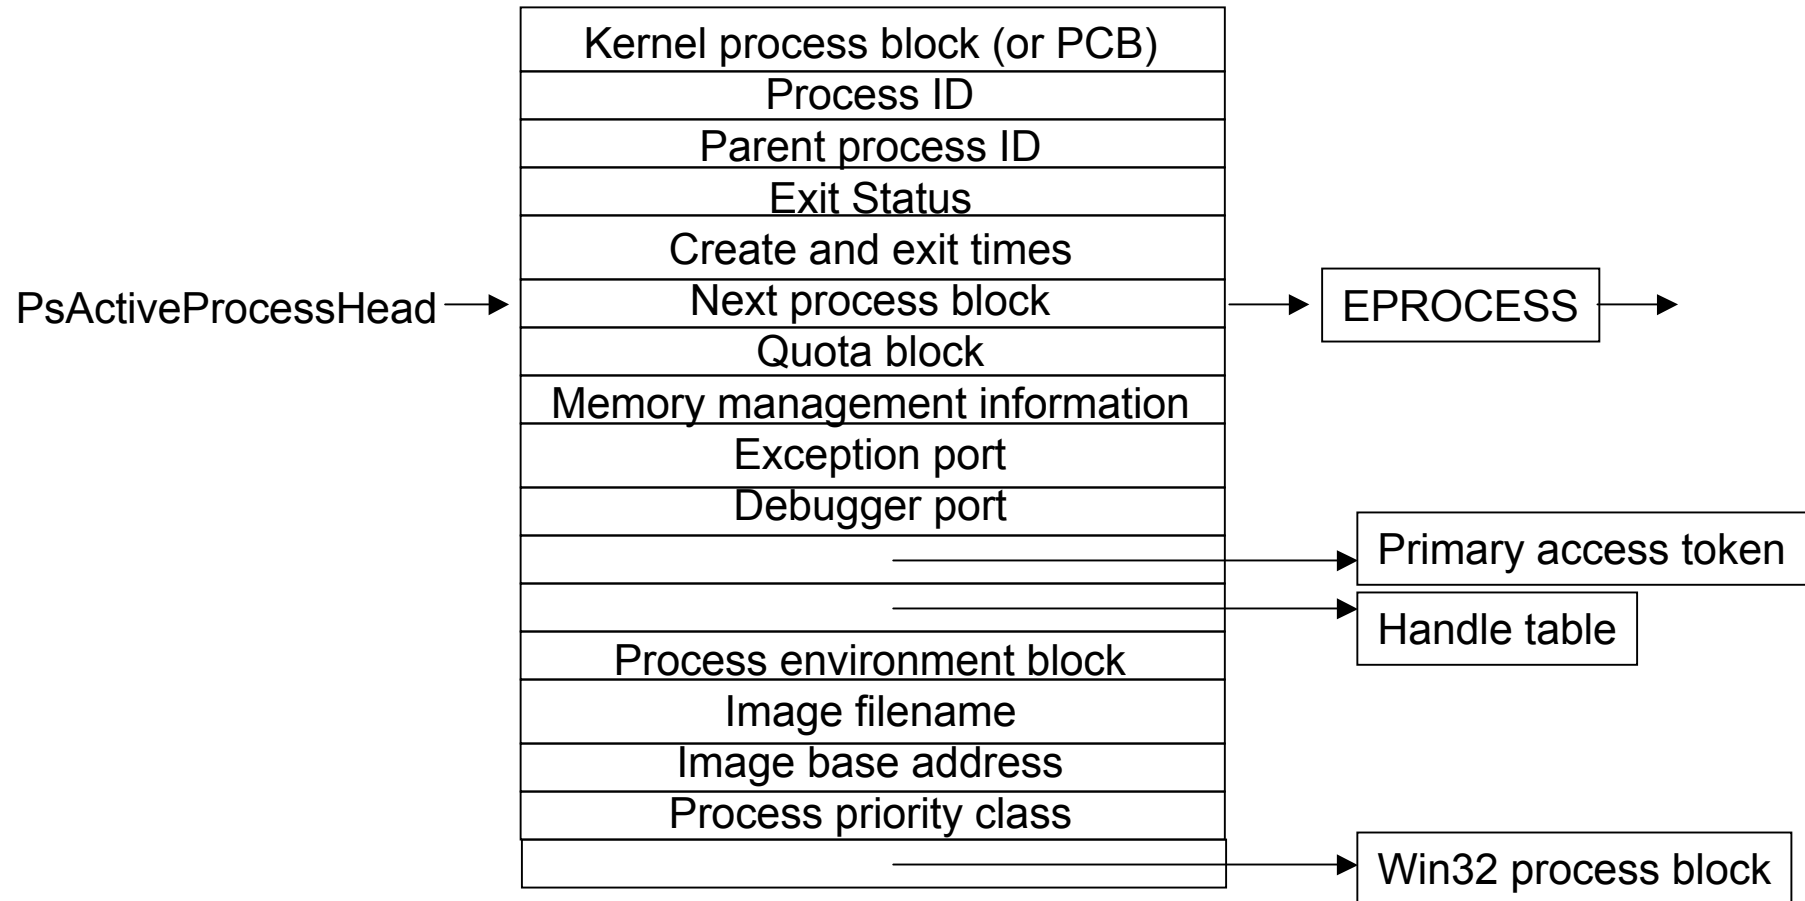 Kernel process block (or PCB)
Process ID
Parent process ID
Exit Status
Create and exit times
PsActiveProcessHead
Next process block
EPROCESS
Quota block
Memory management information
Exception port
Debugger port
Primary access token
Handle table
Process environment block
Image filename
Image base address
Process priority class
Win32 process block